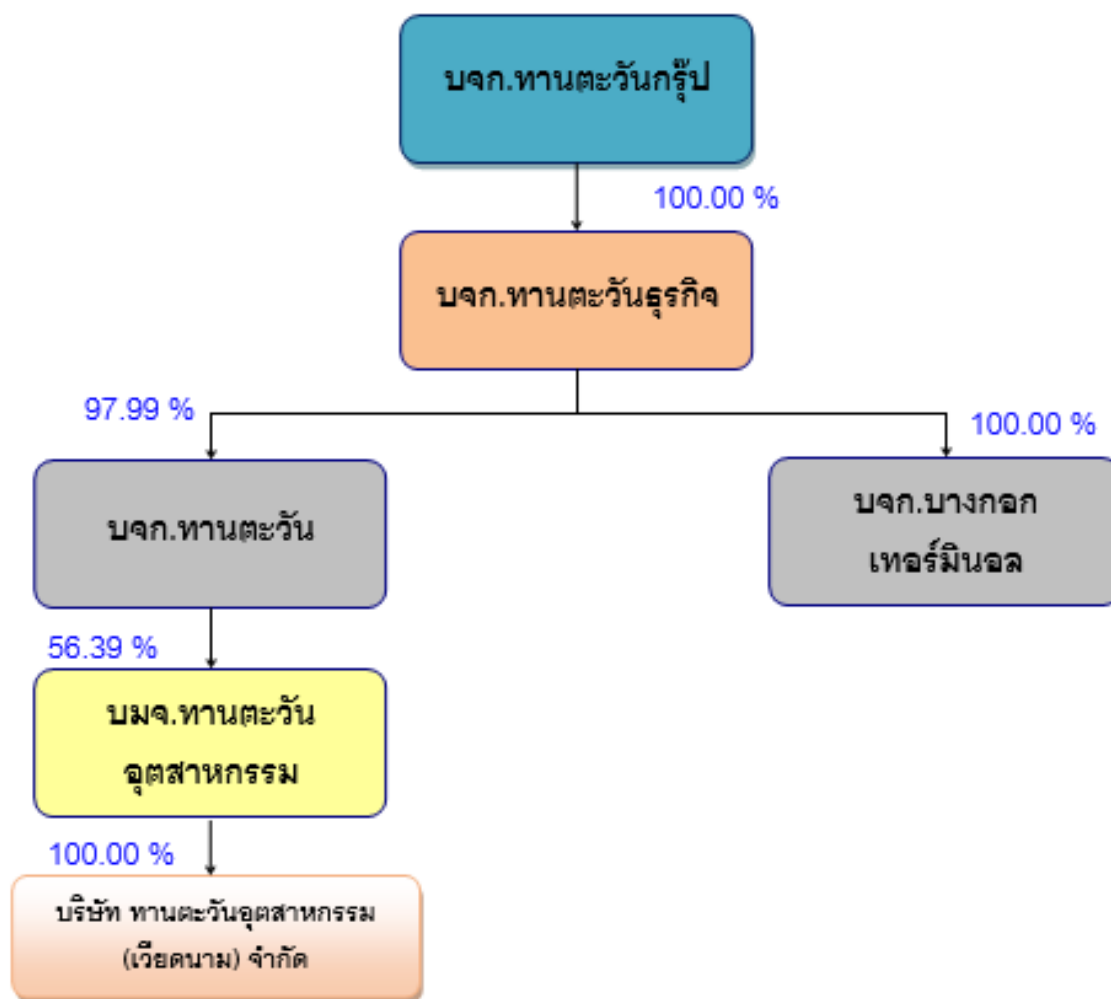 บจก.ทานตะวันกรุ๊ป
100.00 %
บจก.ทานตะวันธุรกิจ
97.99 %
100.00 %
บจก.ทานตะวัน
บจก.บางกอก
เทอร์มินอล
56.39 %
บมจ.ทานตะวัน
อุตสาหกรรม
100.00 %
บริษัท ทานตะวันอุตสาหกรรม
(เวียดนาม) จำกัด